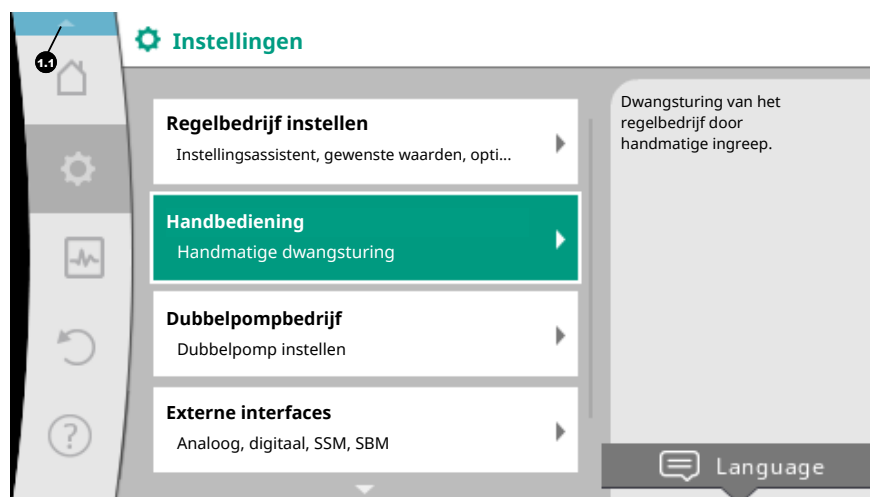 Instellingen
1.1
Regelbedrijf instellen
Instellingsassistent, gewenste waarden, opti...
Handbediening
Handmatige dwangsturing
Dubbelpompbedrijf
Dubbelpomp instellen
Externe interfaces
Analoog, digitaal, SSM, SBM
Dwangsturing van het
regelbedrijf door
handmatige ingreep.
?
Language